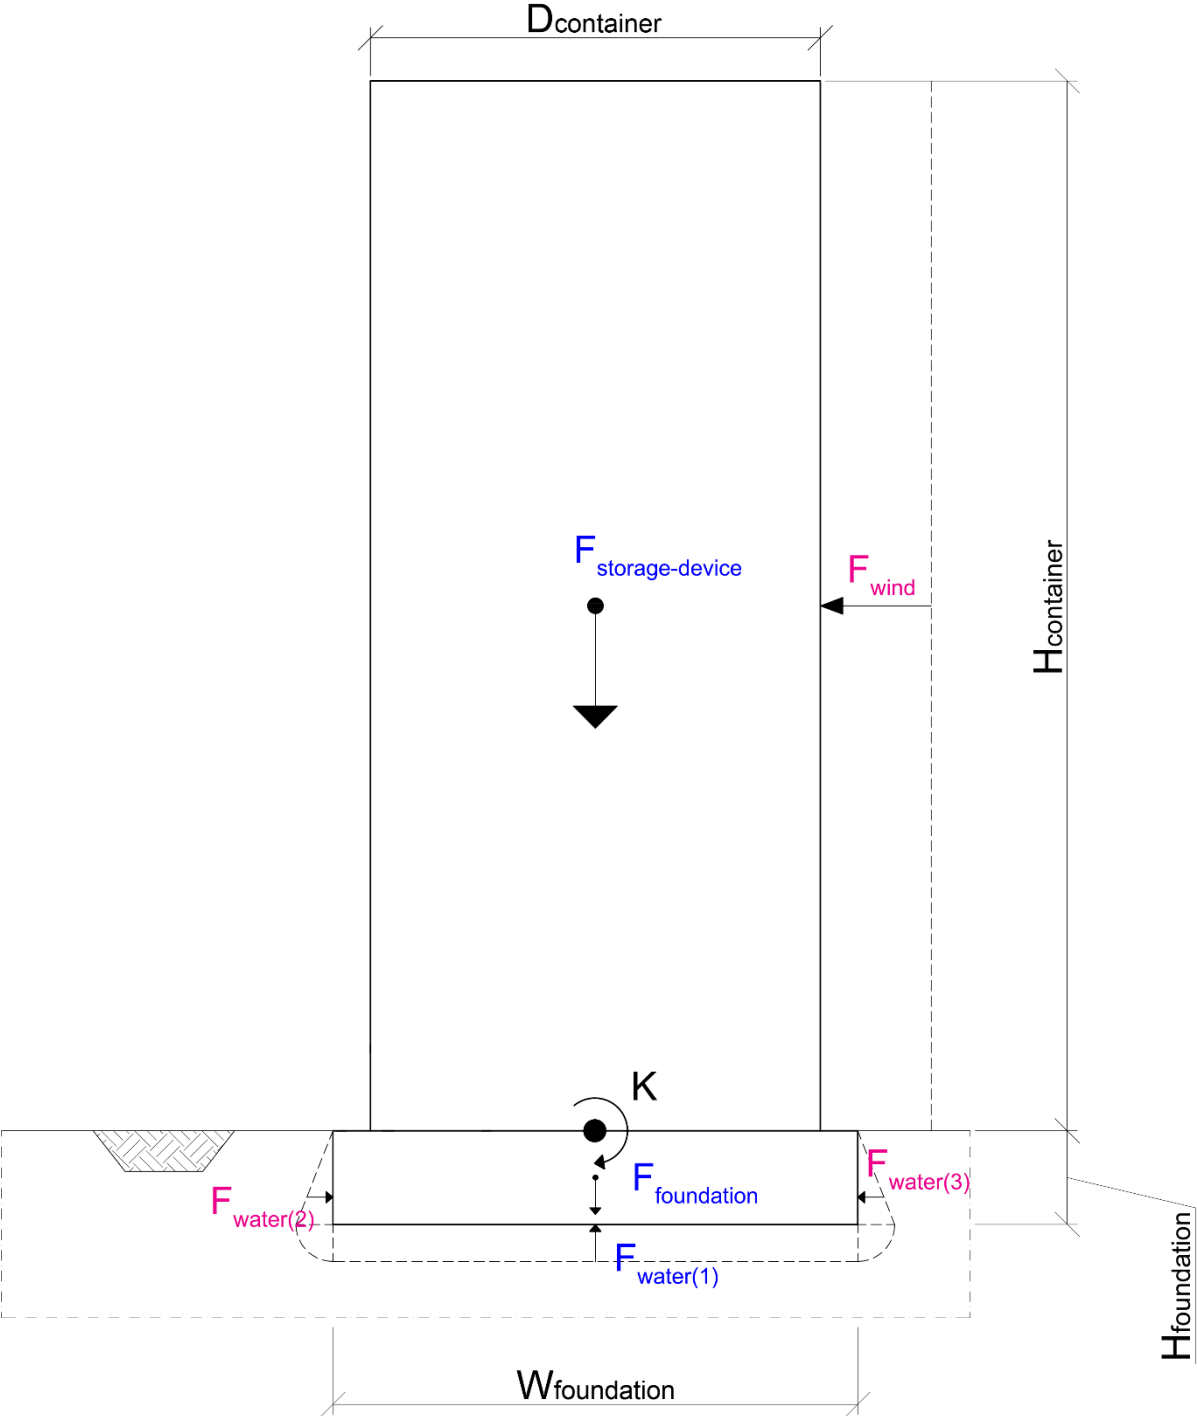 Dcontainer
Fstorage-device
Fwind
Hcontainer
K
Ffoundation
Fwater(3)
Fwater(2)
Fwater(1)
Hfoundation
Wfoundation